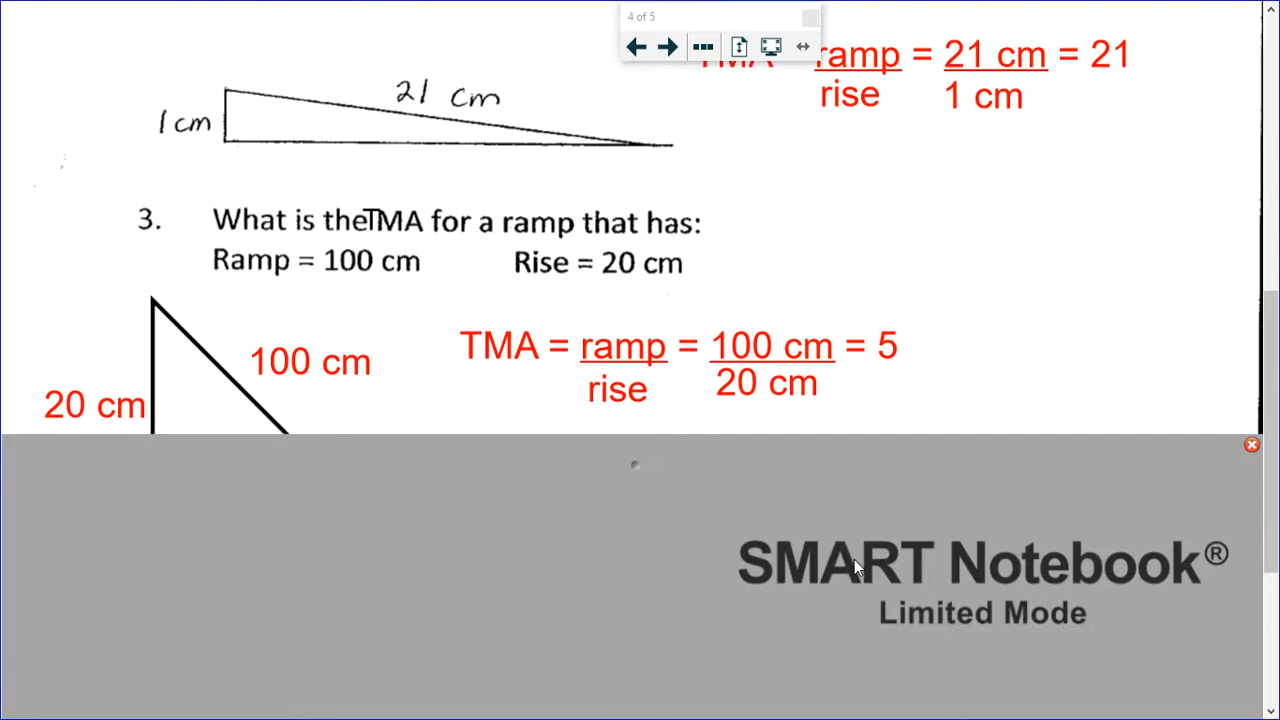 4 of 5
TMA = ramp = 21 cm = 21
rise 1 cm
21 cm
1 cm
3. What is the TMA for a ramp that has:
Ramp = 100 cm Rise = 20 cm
TMA = ramp = 100 cm = 5
rise 20 cm
100 cm
20 cm
SMART Notebook®
Limited Mode